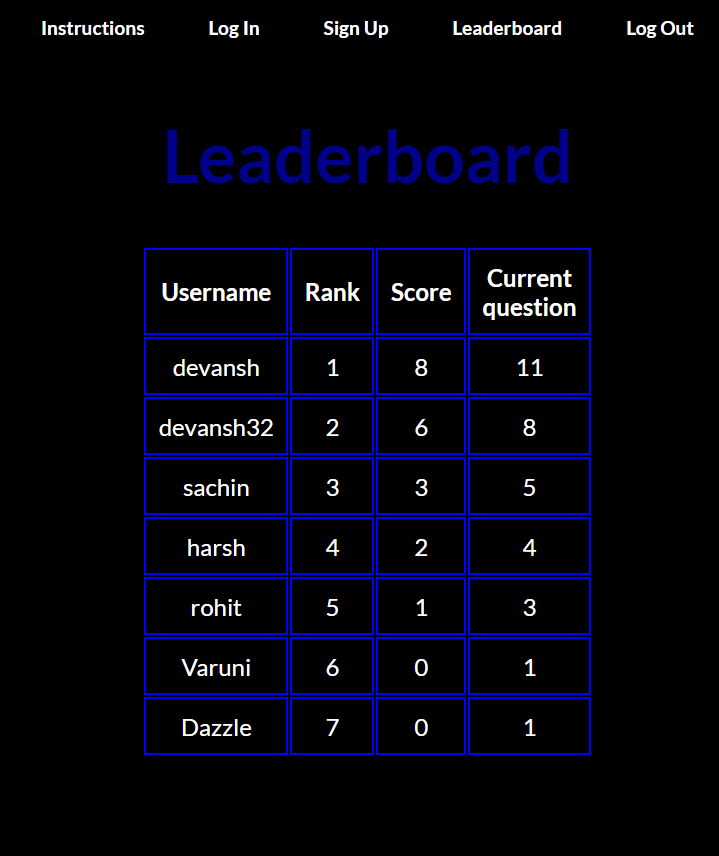 Instructions Log In Sign Up Leaderboard Log Out
Leaderboard
Username Rank Score Current question
devansh 1 8 11
devansh32 2 6 8
sachin 3 3 5
harsh 4 2 4
rohit 5 1 3
Varuni 6 0 1
Dazzle 7 0 1